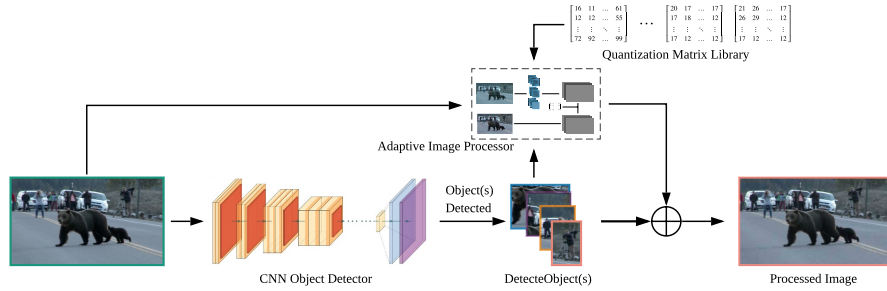 16 11 ... 61
12 12 ... 55
⋮ ⋮ ⋱ ⋮
72 92 ... 99
...
20 17 ... 17
17 18 ... 12
⋮ ⋮ ⋱ ⋮
17 12 ... 12
21 26 ... 17
26 29 ... 12
⋮ ⋮ ⋱ ⋮
17 12 ... 12
Quantization Matrix Library
Adaptive Image Processor
Object(s)
Detected
CNN Object Detector
DetecteObject(s)
Processed Image